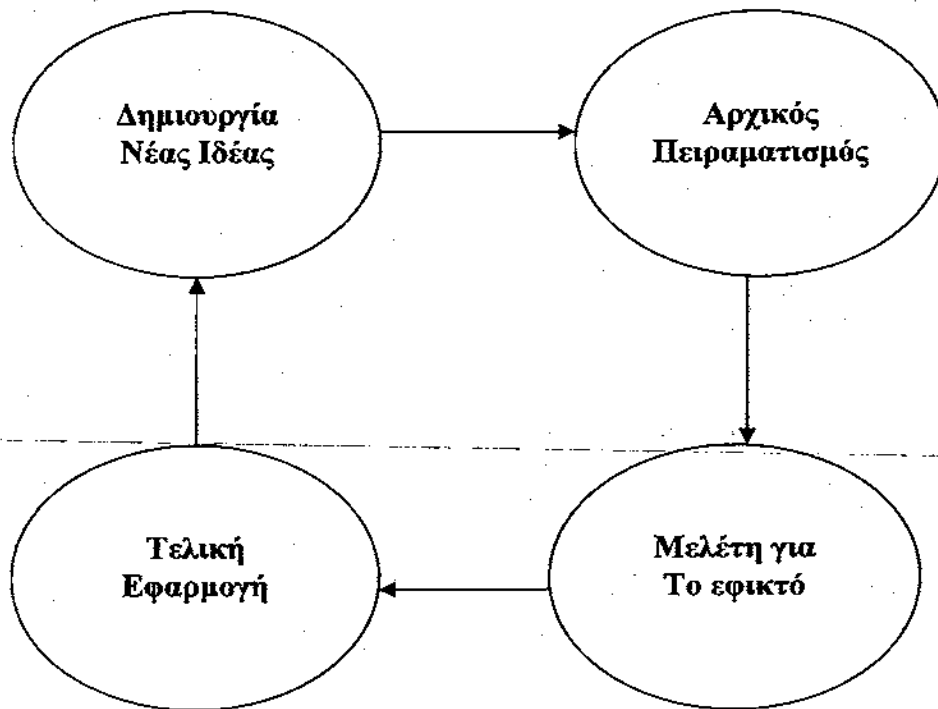 Δημιουργία
Νέας Ιδέας
Αρχικός
Πειραματισμός
Τελική
Εφαρμογή
Μελέτη για
Το εφικτό